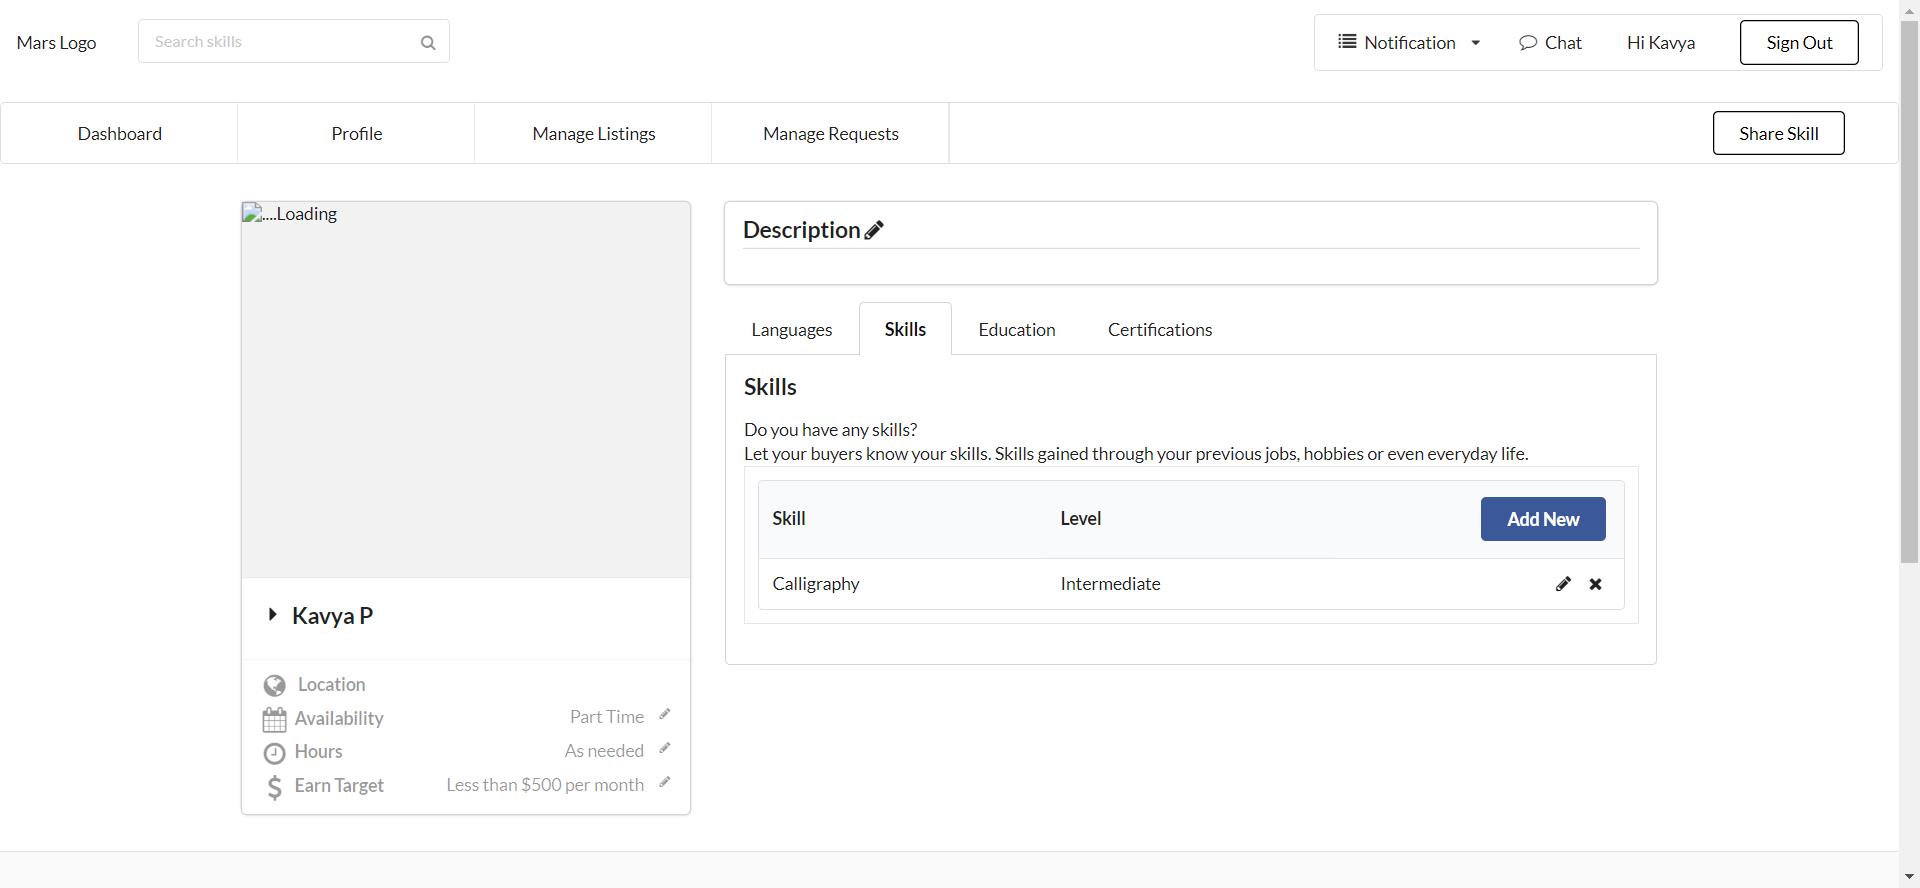 Mars Logo
Search skills
Notification
Chat
Hi Kavya
Sign Out
Dashboard
Profile
Manage Listings
Manage Requests
Share Skill
....Loading
Kavya P
Location
Availability
Part Time
Hours
As needed
Earn Target
Less than $500 per month
Description
Languages
Skills
Education
Certifications
Skills
Do you have any skills?
Let your buyers know your skills. Skills gained through your previous jobs, hobbies or even everyday life.
Skill
Level
Add New
Calligraphy
Intermediate